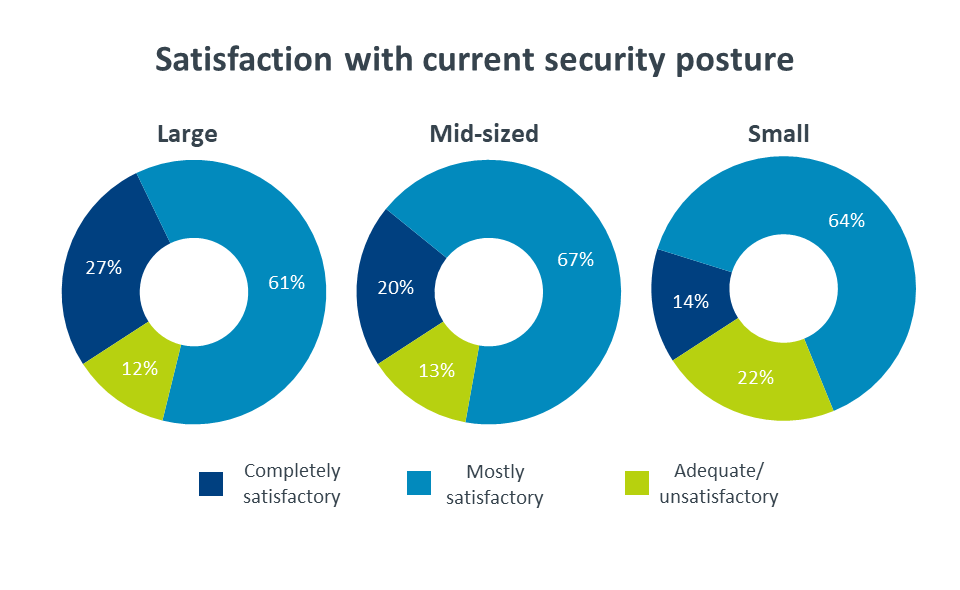 Satisfaction with current security posture
Large
Mid-sized
Small
27%
61%
12%
20%
67%
13%
14%
64%
22%
Completely
satisfactory
Mostly
satisfactory
Adequate/
unsatisfactory